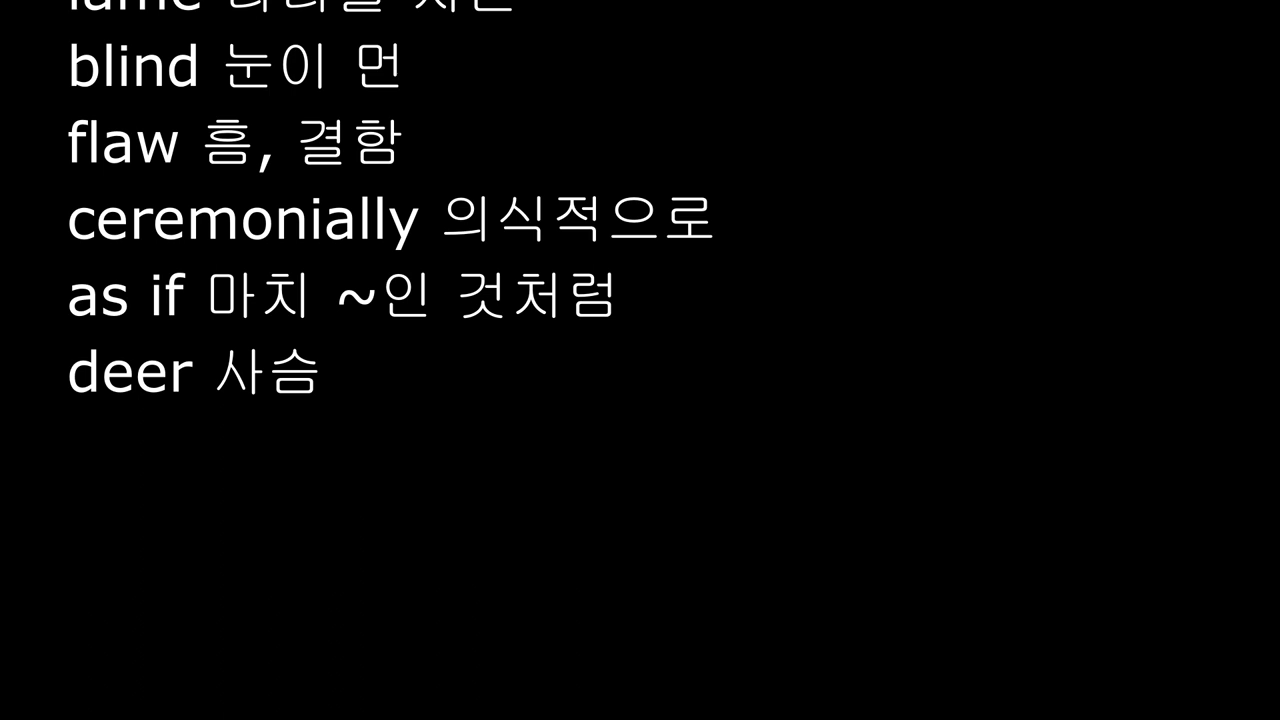 blind 눈이 먼
flaw 흠, 결함
ceremonially 의식적으로
as if 마치 ~인 것처럼
deer 사슴